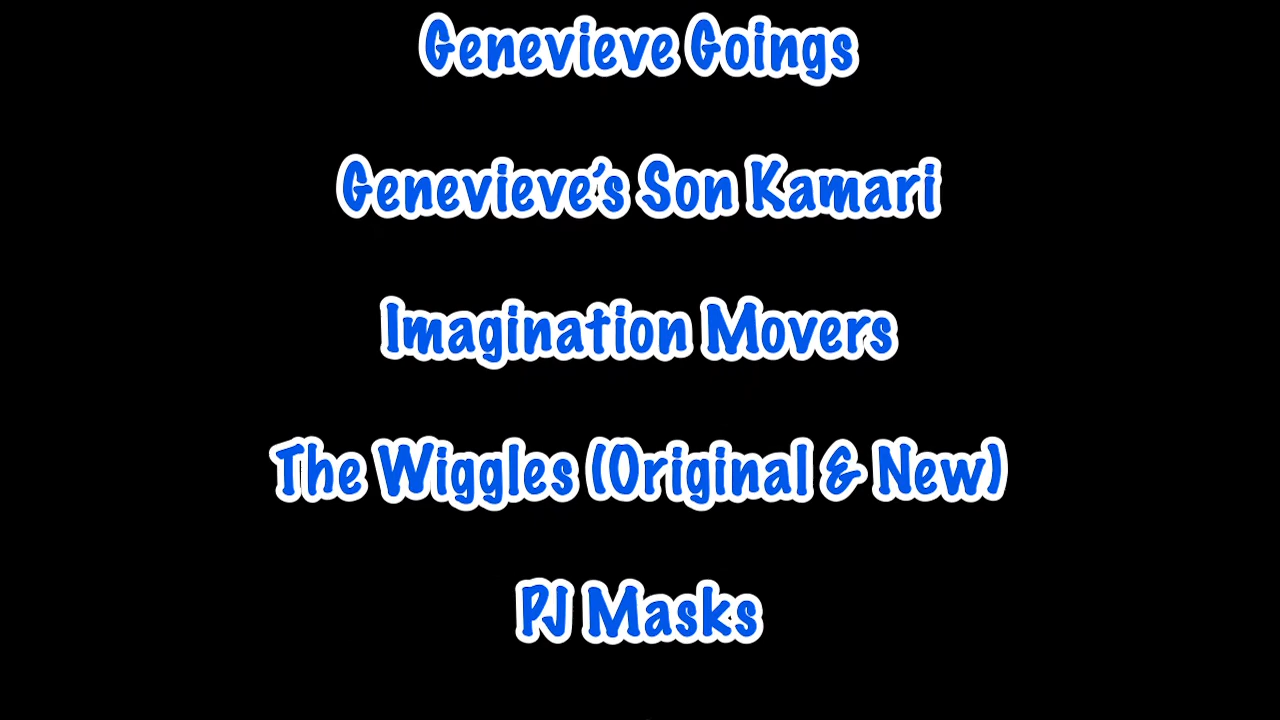 Genevieve Goings
Genevieve’s Son Kamari
Imagination Movers
The Wiggles (Original & New)
PJ Masks